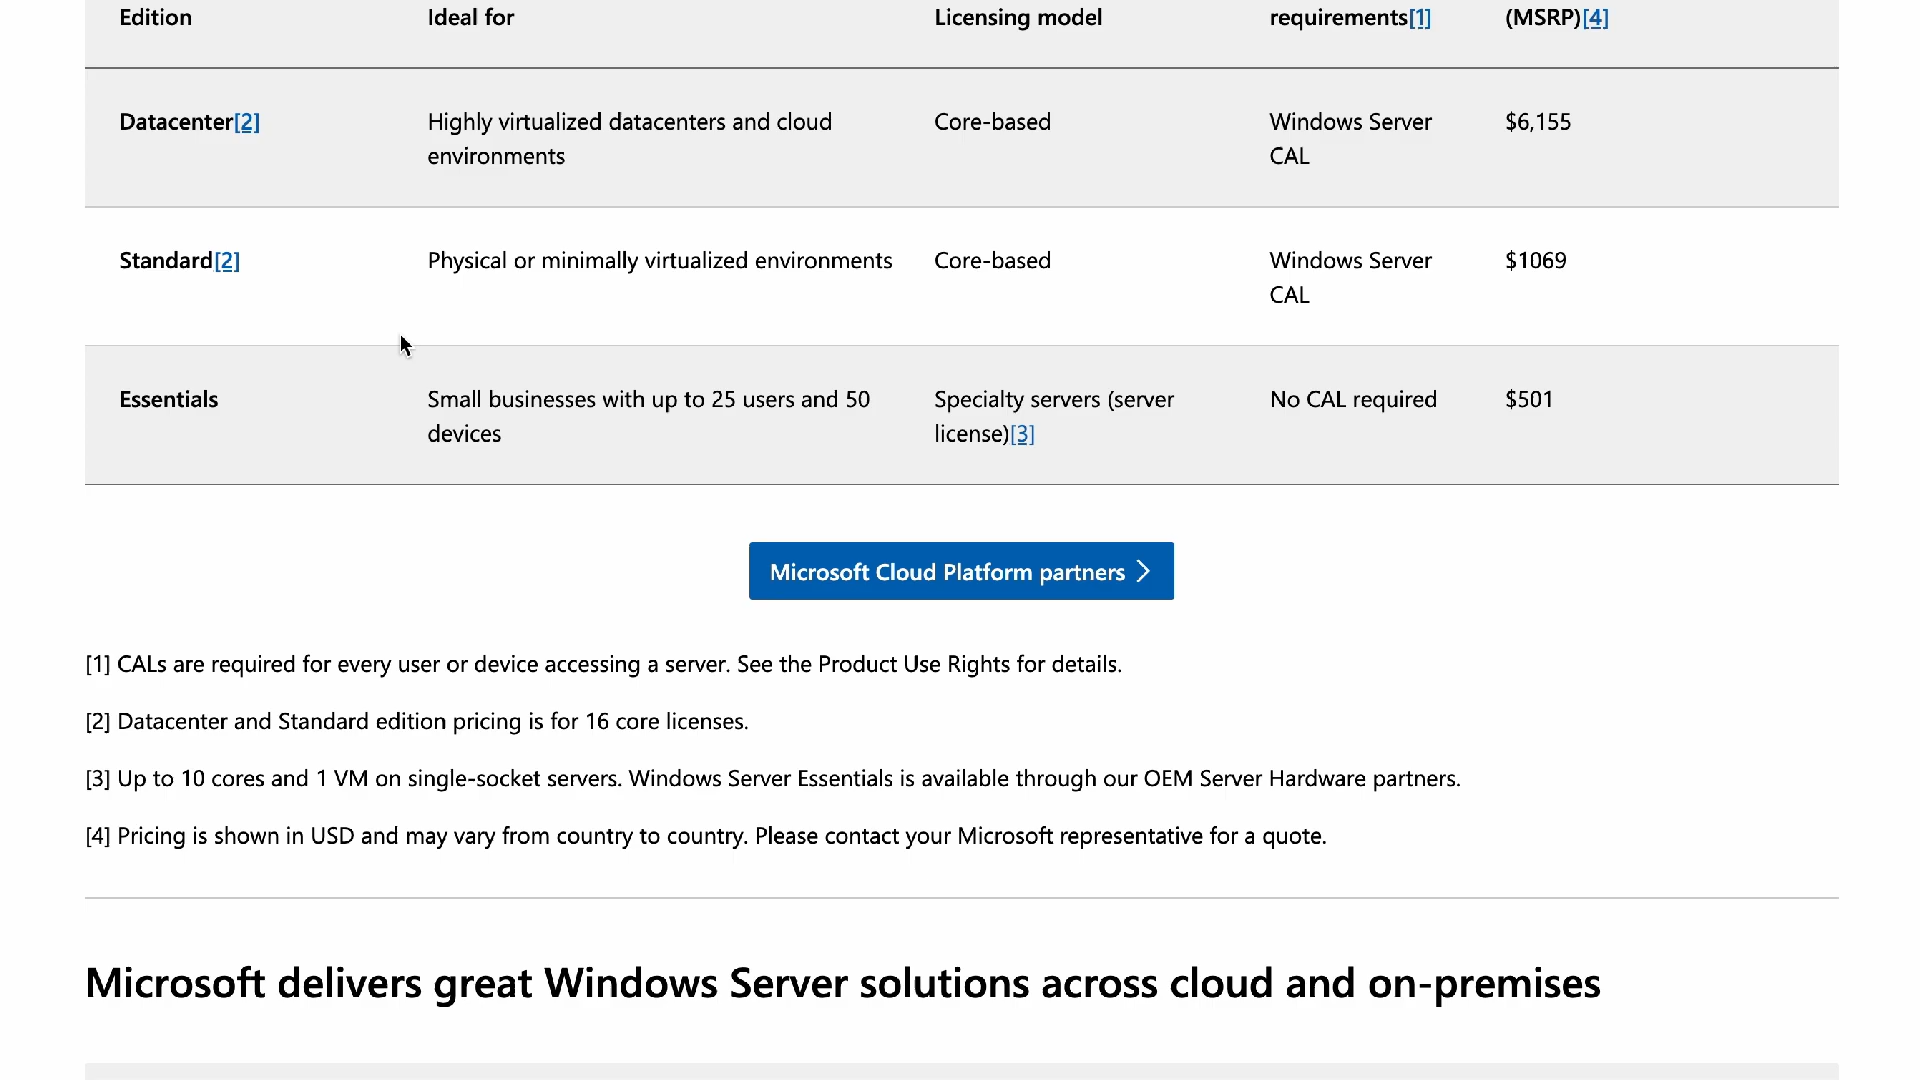 Edition Ideal for Licensing model requirements[1] (MSRP)[4]
Datacenter[2] Highly virtualized datacenters and cloud Core-based Windows Server $6,155
environments CAL
Standard[2] Physical or minimally virtualized environments Core-based Windows Server $1069
CAL
Essentials Small businesses with up to 25 users and 50 Specialty servers (server No CAL required $501
devices license)[3]
Microsoft Cloud Platform partners
[1] CALs are required for every user or device accessing a server. See the Product Use Rights for details.
[2] Datacenter and Standard edition pricing is for 16 core licenses.
[3] Up to 10 cores and 1 VM on single-socket servers. Windows Server Essentials is available through our OEM Server Hardware partners.
[4] Pricing is shown in USD and may vary from country to country. Please contact your Microsoft representative for a quote.
Microsoft delivers great Windows Server solutions across cloud and on-premises